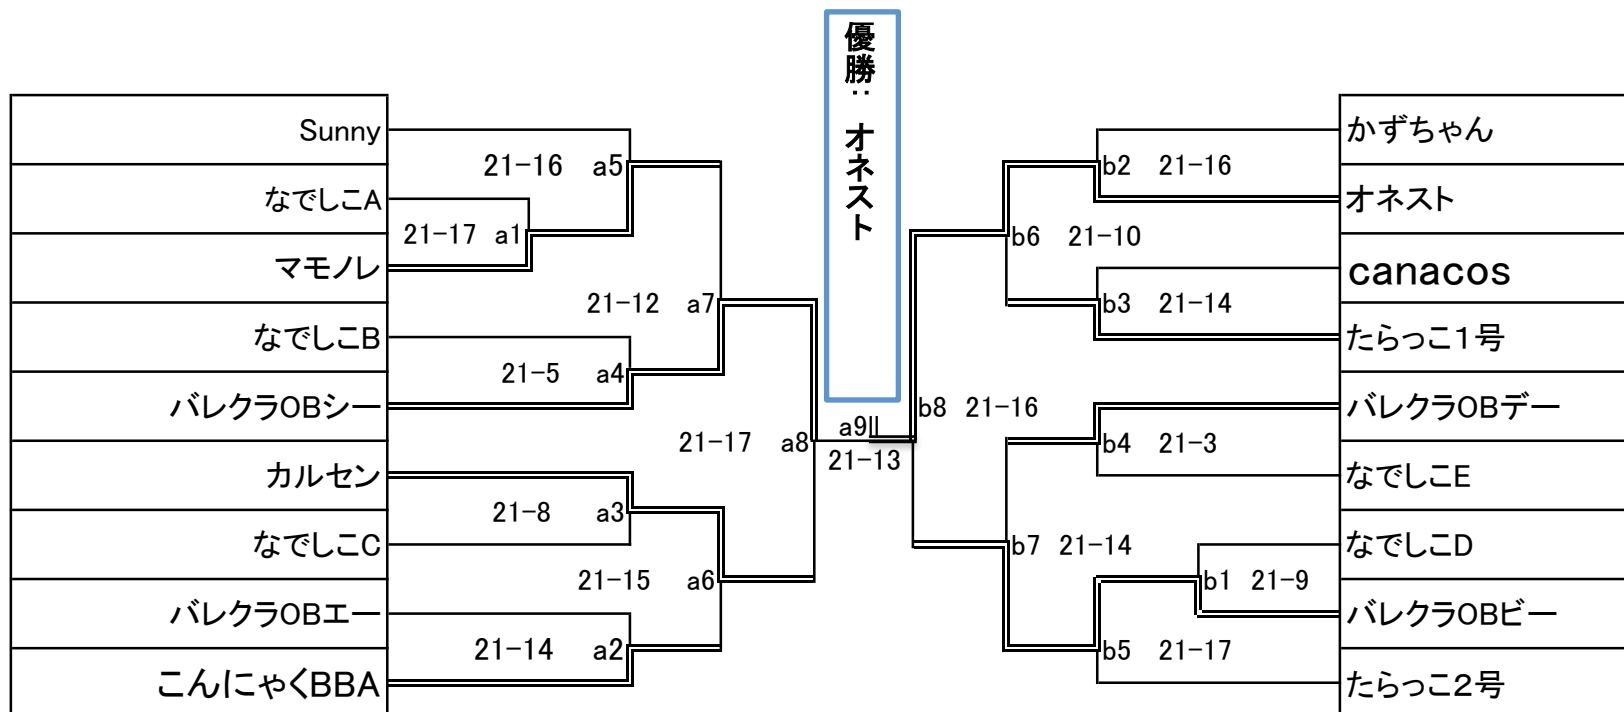 優勝： オネスト
Sunny
21-16 a5
なでしこA
21-17 a1
マモノレ
21-12 a7
なでしこB
21-5 a4
バレクラOBシー
21-17 a8
カルセン
21-8 a3
なでしこC
21-15 a6
バレクラOBエー
21-14 a2
こんにゃくBBA
a9
21-13
かずちゃん
b2 21-16
オネスト
b6 21-10
canacos
b3 21-14
たらっこ1号
b8 21-16
バレクラOBデー
b4 21-3
なでしこE
b7 21-14
なでしこD
b1 21-9
バレクラOBビー
b5 21-17
たらっこ2号